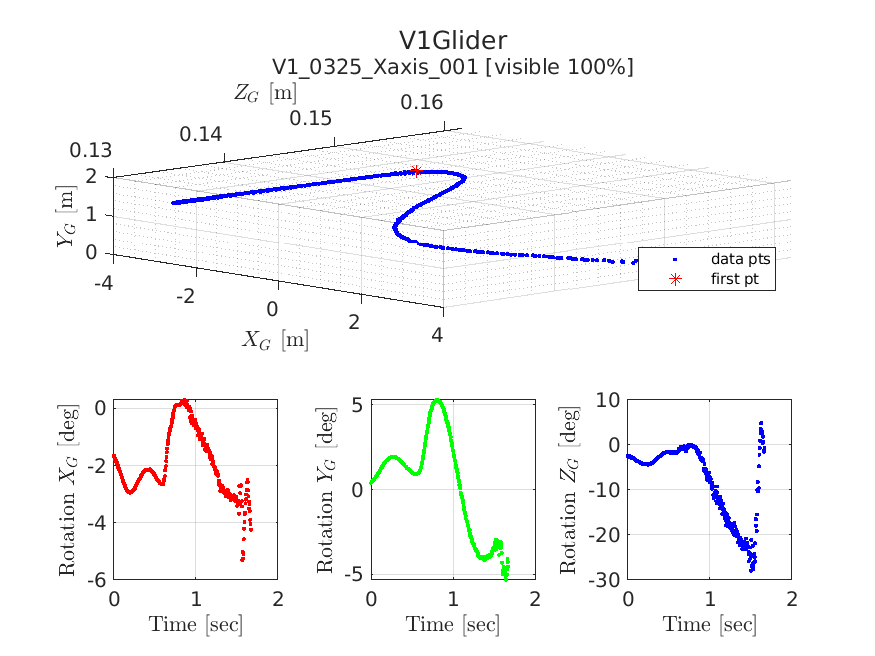 V1Glider
V1_0325_Xaxis_001 [visible 100%]
Z_G [m]
0.13
0.14
0.15
0.16
Y_G [m]
2
1
0
-4
-2
0
2
4
X_G [m]
data pts
first pt
Rotation X_G [deg]
0
-2
-4
-6
0
1
2
Time [sec]
Rotation Y_G [deg]
5
0
-5
0
1
2
Time [sec]
Rotation Z_G [deg]
10
0
-10
-20
-30
0
1
2
Time [sec]